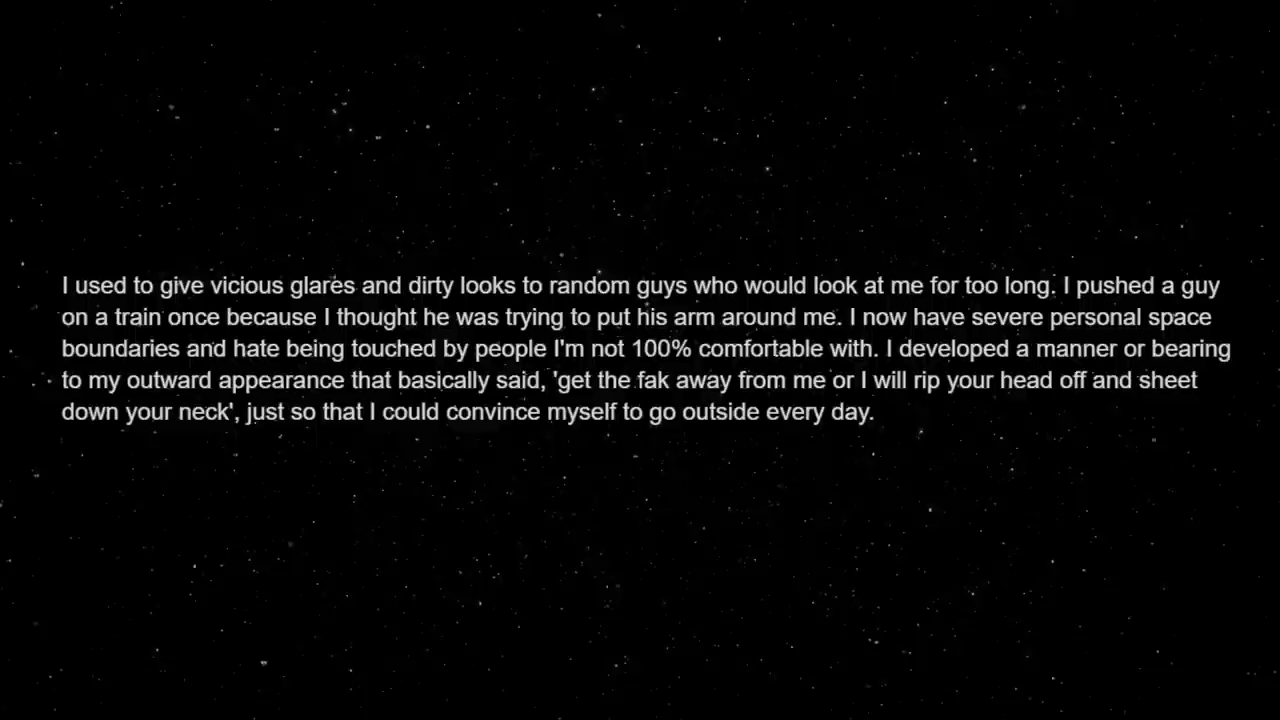 I used to give vicious glares and dirty looks to random guys who would look at me for too long. I pushed a guy
on a train once because I thought he was trying to put his arm around me. I now have severe personal space
boundaries and hate being touched by people I'm not 100% comfortable with. I developed a manner or bearing
to my outward appearance that basically said, 'get the fak away from me or I will rip your head off and sheet
down your neck', just so that I could convince myself to go outside every day.